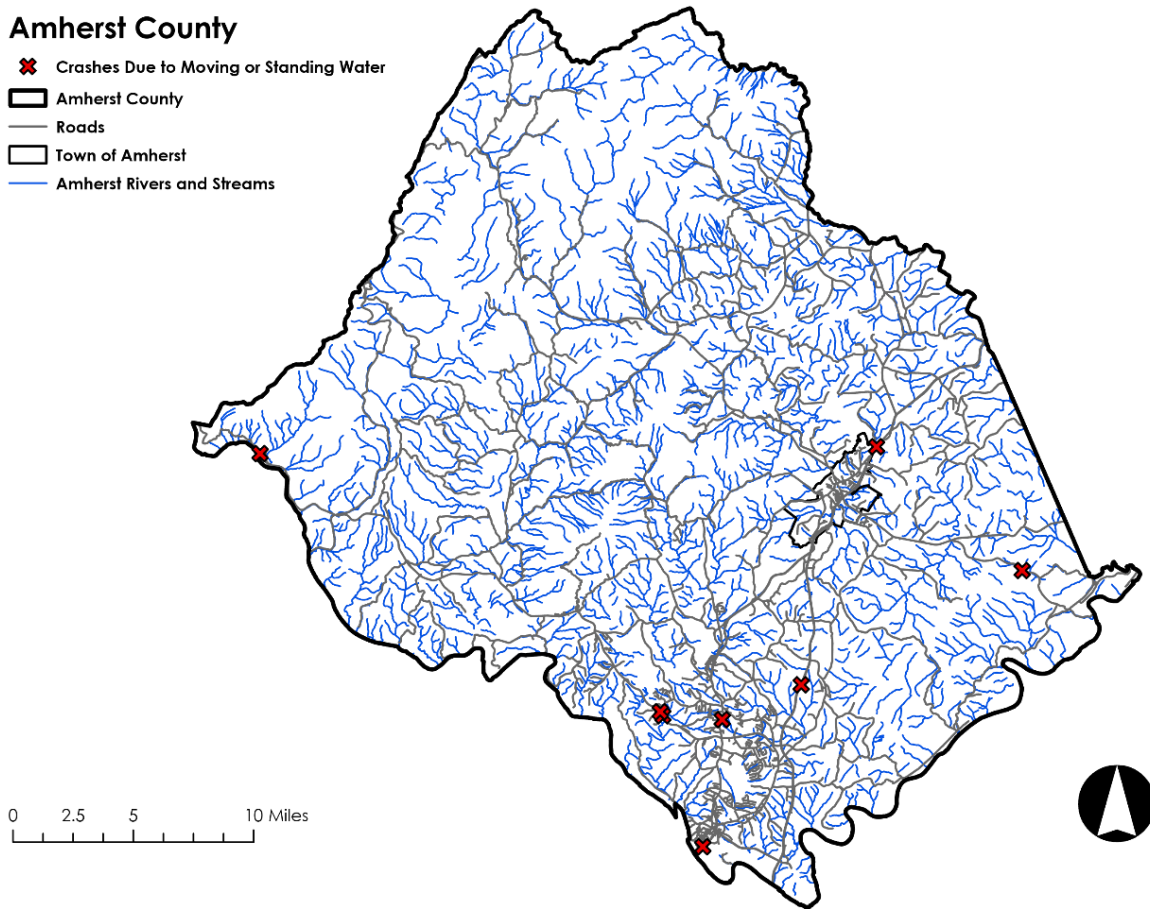 Amherst County
Crashes Due to Moving or Standing Water
Amherst County
Roads
Town of Amherst
Amherst Rivers and Streams
0 2.5 5 10 Miles